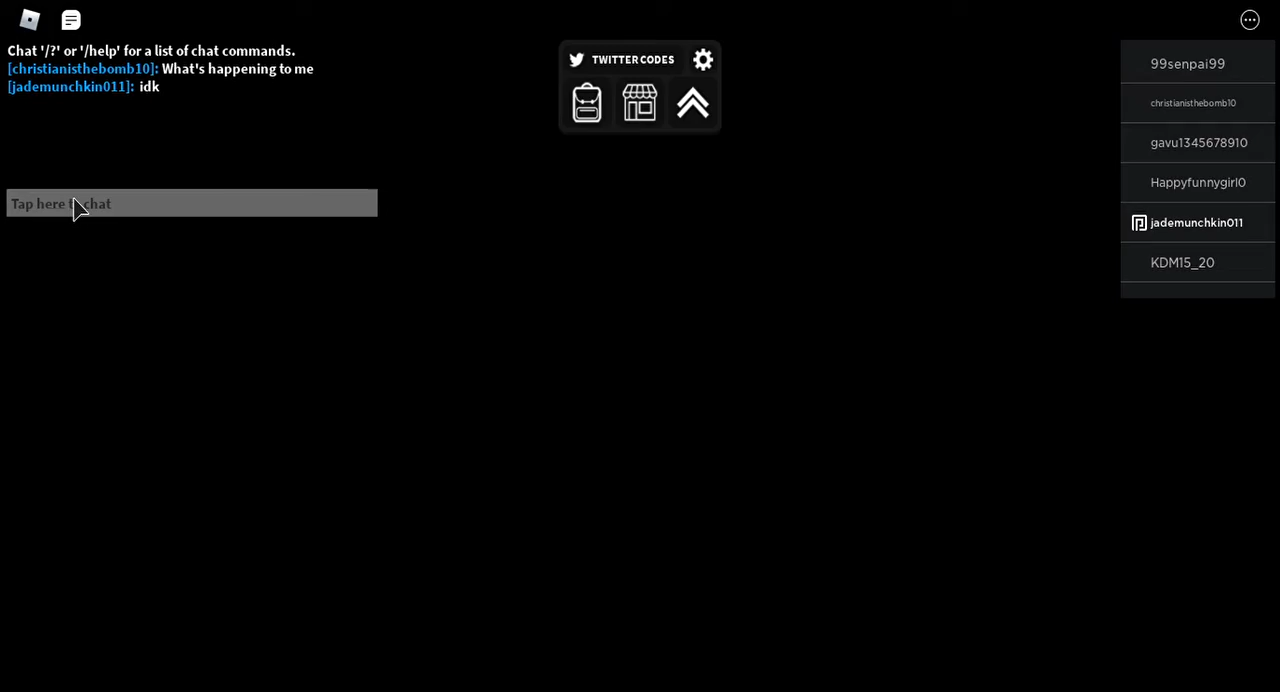 Chat '/?' or '/help' for a list of chat commands.
[christianisthebomb10]: What's happening to me
[jademunchkin011]: idk
Tap here to chat
TWITTER CODES
99senpai99
christianisthebomb10
gavu1345678910
Happyfunnygirl0
jademunchkin011
KDM15_20